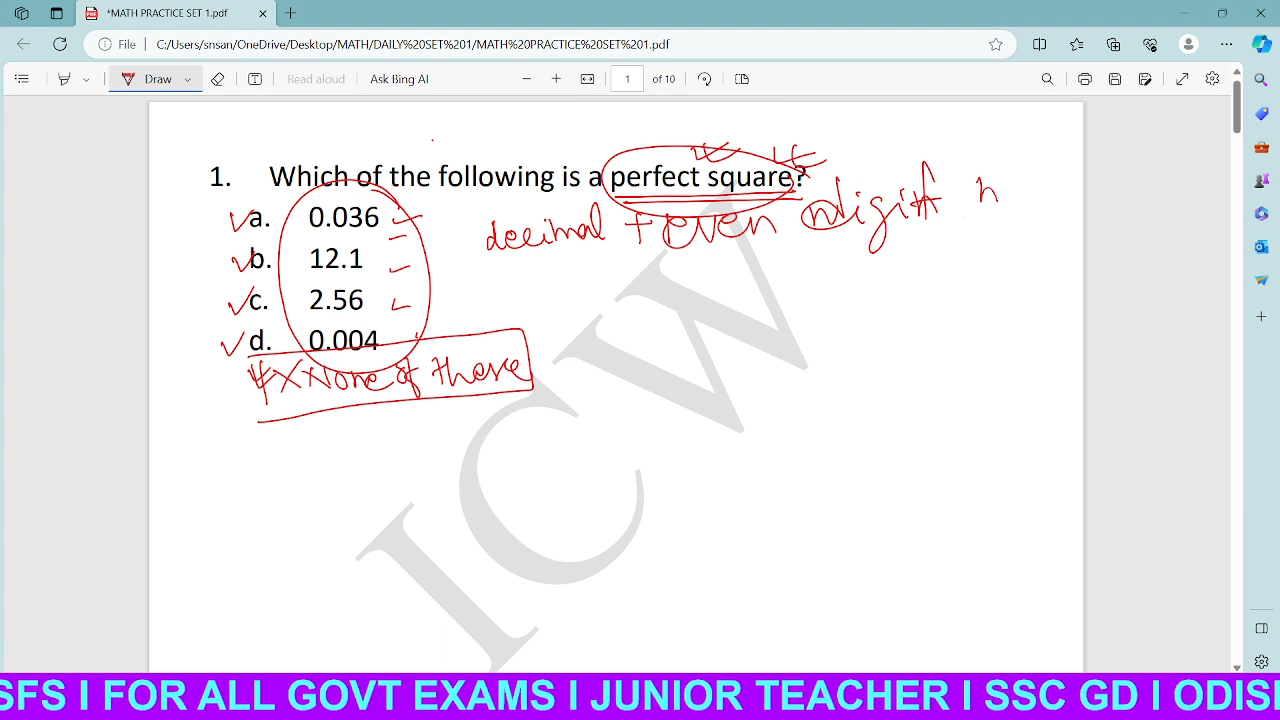 *MATH PRACTICE SET 1.pdf
File
C:/Users/snsan/OneDrive/Desktop/MATH/DAILY%20SET%201/MATH%20PRACTICE%20SET%201.pdf
Draw
Read aloud
Ask Bing AI
1
of 10
1. Which of the following is a perfect square?
decimal + even digit
a. 0.036
b. 12.1
c. 2.56
d. 0.004
None of these
ICW
SFS I FOR ALL GOVT EXAMS I JUNIOR TEACHER I SSC GD I ODIS